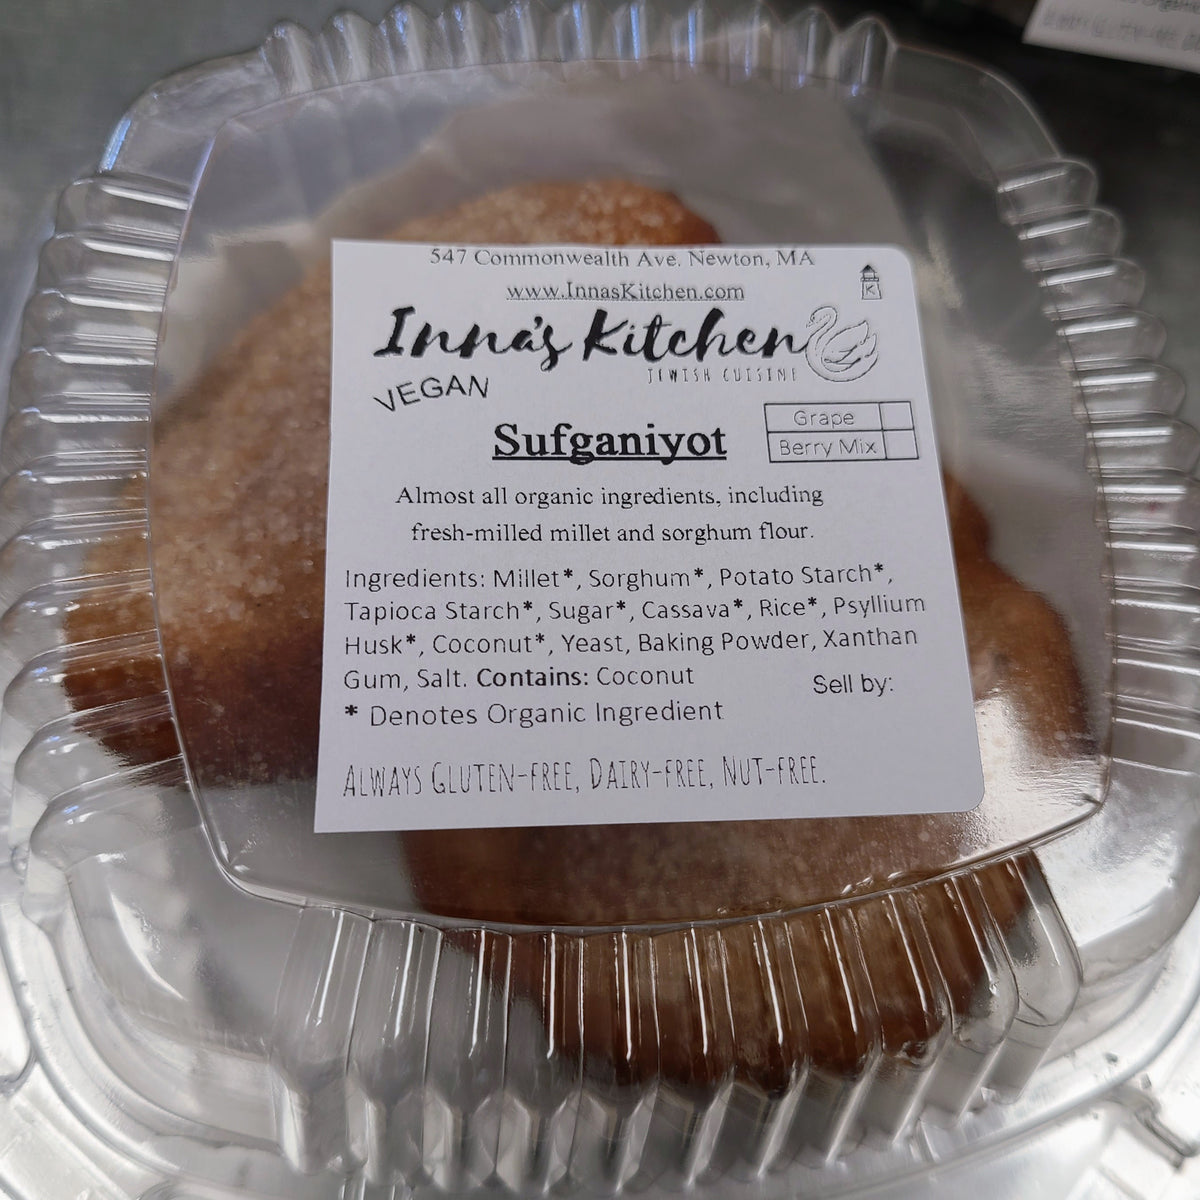 547 Commonwealth Ave. Newton, MA
www.InnasKitchen.com
K
Inna's Kitchen
JEWISH CUISINE
VEGAN
Sufganiyot
Grape
Berry Mix
Almost all organic ingredients, including
fresh-milled millet and sorghum flour.
Ingredients: Millet*, Sorghum*, Potato Starch*,
Tapioca Starch*, Sugar*, Cassava*, Rice*, Psyllium
Husk*, Coconut*, Yeast, Baking Powder, Xanthan
Gum, Salt. Contains: Coconut
Sell by:
* Denotes Organic Ingredient
ALWAYS GLUTEN-FREE, DAIRY-FREE, NUT-FREE.